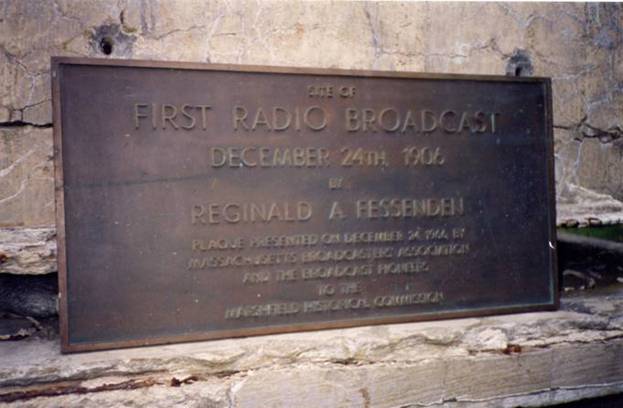 SITE OF
FIRST RADIO BROADCAST
DECEMBER 24TH, 1906
BY
REGINALD A FESSENDEN
PLAQUE PRESENTED ON DECEMBER 24, 1966 BY
MASSACHUSETTS BROADCASTERS' ASSOCIATION
AND THE BROADCAST PIONEERS
TO THE
MARSHFIELD HISTORICAL COMMISSION